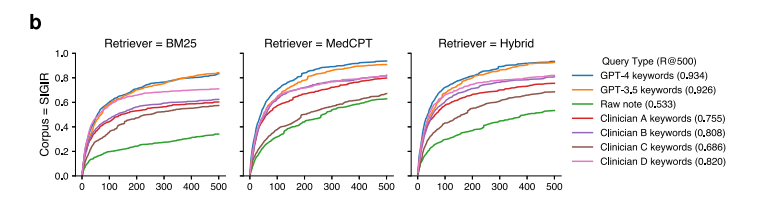 b
Retriever = BM25
Retriever = MedCPT
Retriever = Hybrid
Corpus = SIGIR
1.0
0.8
0.6
0.4
0.2
0.0
0 100 200 300 400 500
0 100 200 300 400 500
0 100 200 300 400 500
Query Type (R@500)
GPT-4 keywords (0.934)
GPT-3.5 keywords (0.926)
Raw note (0.533)
Clinician A keywords (0.755)
Clinician B keywords (0.808)
Clinician C keywords (0.686)
Clinician D keywords (0.820)